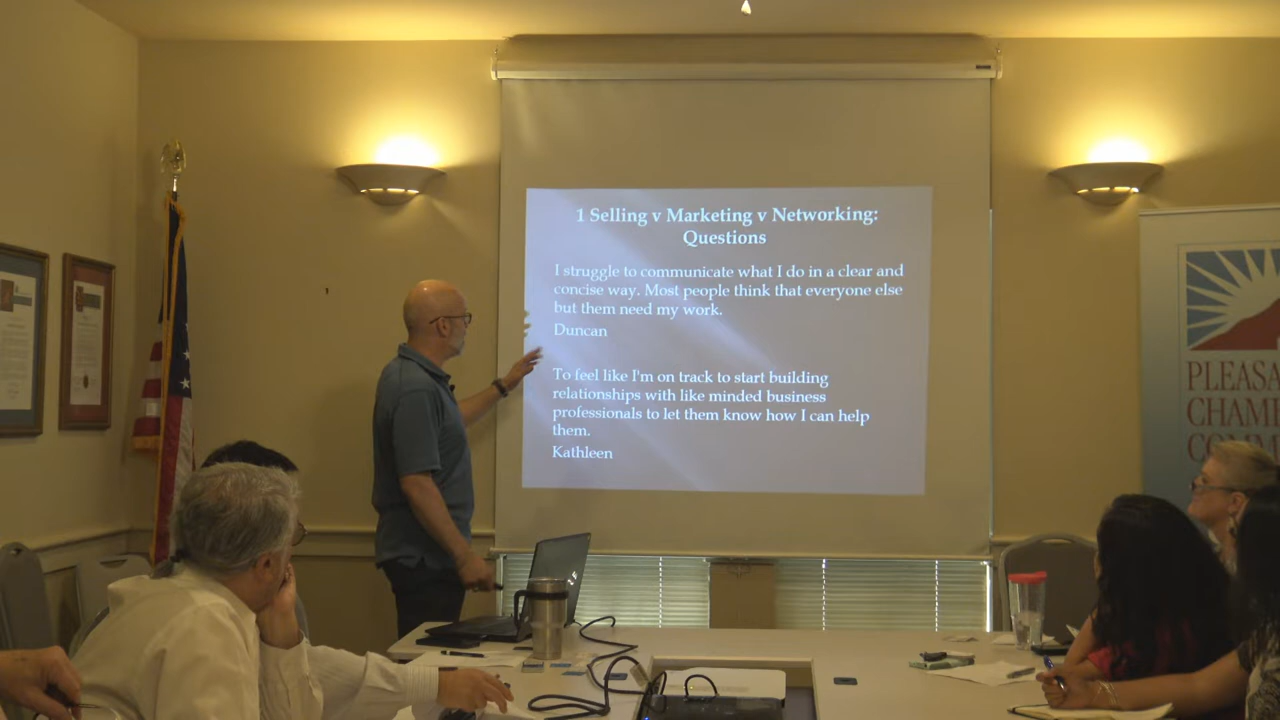 1 Selling v Marketing v Networking:
Questions
I struggle to communicate what I do in a clear and
concise way. Most people think that everyone else
but them need my work.
Duncan
To feel like I'm on track to start building
relationships with like minded business
professionals to let them know how I can help
them.
Kathleen
PLEASA
CHAM
COMM